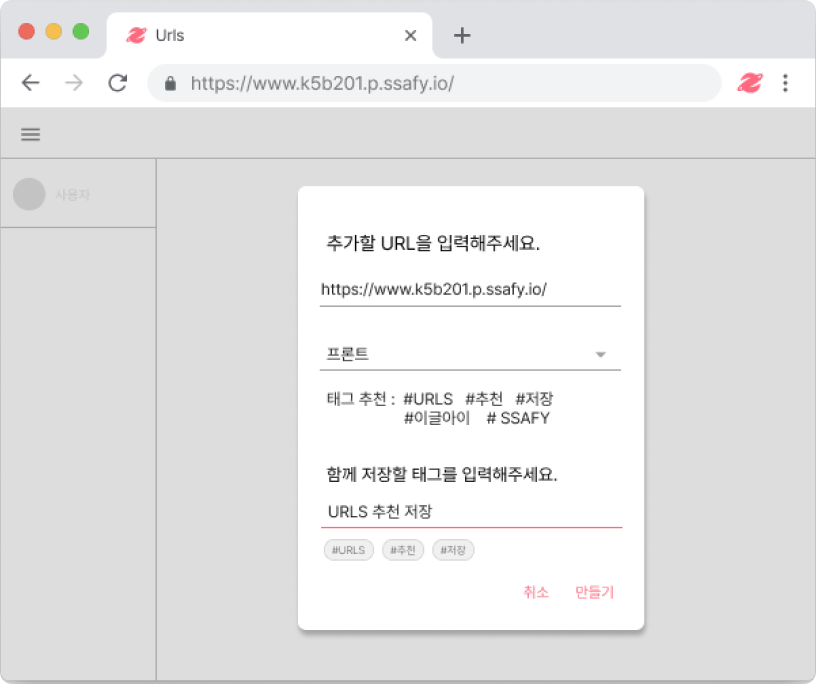 Urls
https://www.k5b201.p.ssafy.io/
사용자
추가할 URL을 입력해주세요.
https://www.k5b201.p.ssafy.io/
프론트
태그 추천 : #URLS #추천 #저장
#이글아이 # SSAFY
함께 저장할 태그를 입력해주세요.
URLS 추천 저장
#URLS #추천 #저장
취소 만들기